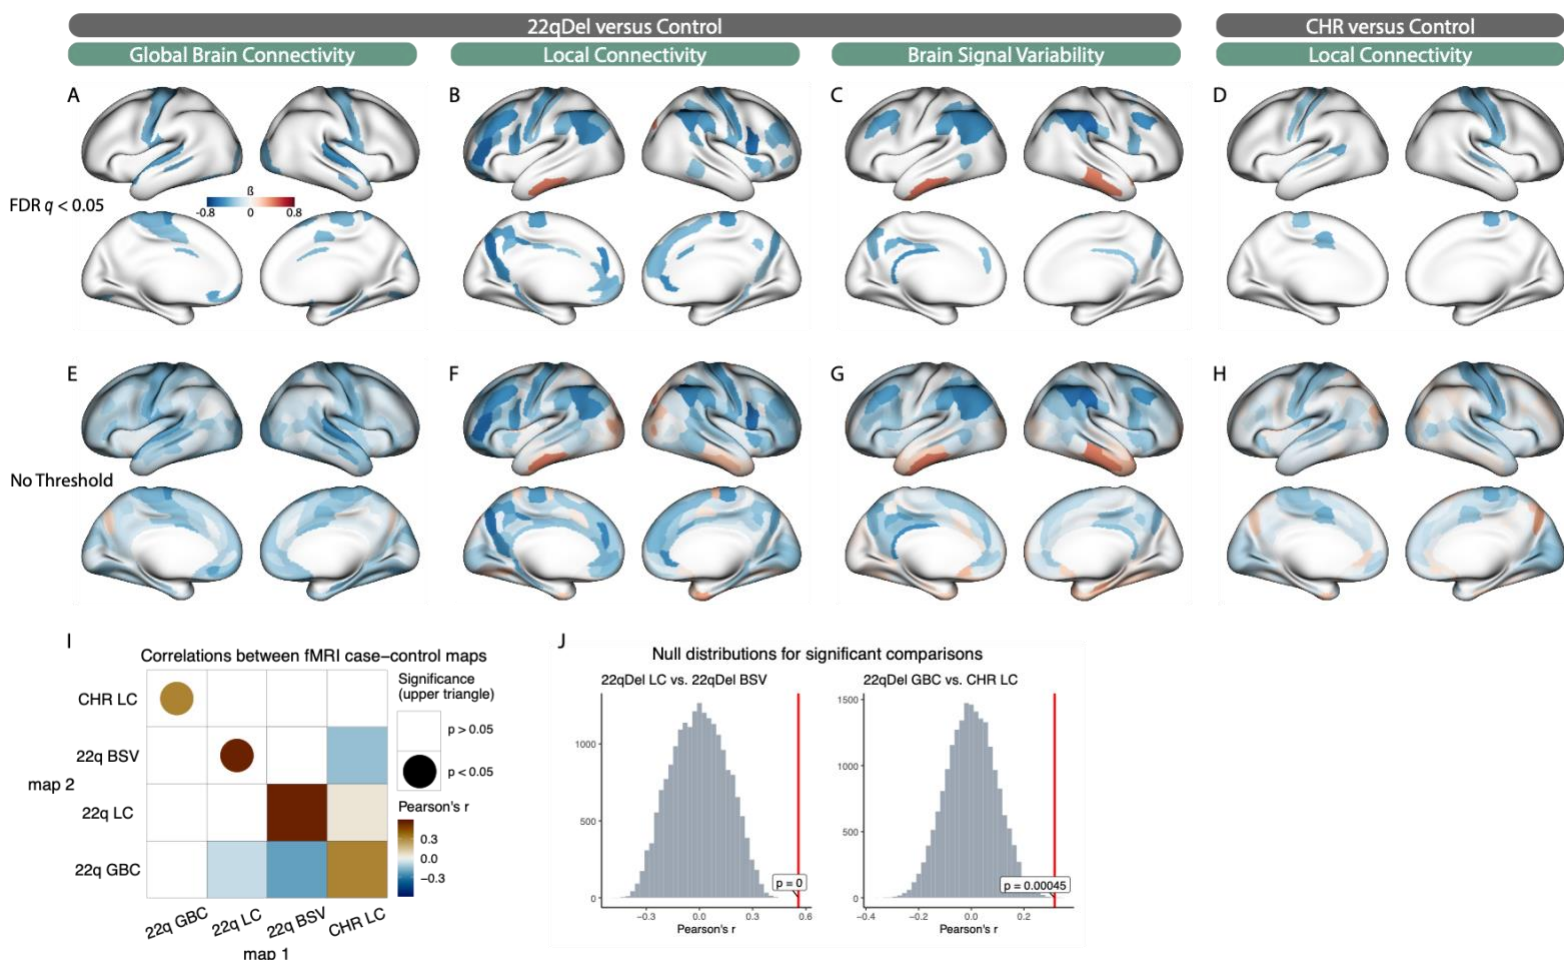 22qDel versus Control
CHR versus Control
Global Brain Connectivity
Local Connectivity
Brain Signal Variability
Local Connectivity
A
B
C
D
FDR q < 0.05
ß
-0.8 0 0.8
E
F
G
H
No Threshold
I
Correlations between fMRI case–control maps
CHR LC
22q BSV
22q LC
22q GBC
map 2
22q GBC
22q LC
22q BSV
CHR LC
map 1
Significance
(upper triangle)
p > 0.05
p < 0.05
Pearson's r
0.3
0.0
−0.3
J
Null distributions for significant comparisons
22qDel LC vs. 22qDel BSV
1000
500
0
p = 0
−0.3 0.0 0.3 0.6
Pearson's r
22qDel GBC vs. CHR LC
1500
1000
500
0
p = 0.00045
−0.4 −0.2 0.0 0.2
Pearson's r